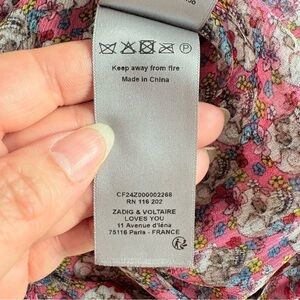 Keep away from fire
Made in China
CF24Z000002268
RN 116 202
ZADIG & VOLTAIRE
LOVES YOU
11 Avenue d'Iéna
75116 Paris - FRANCE